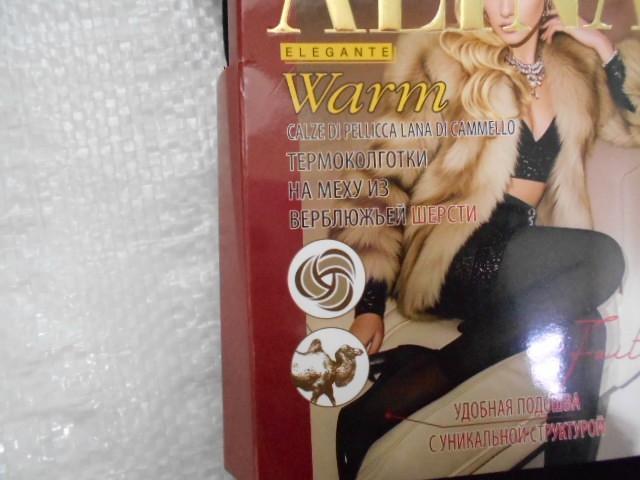 ELEGANTE
Warm
CALZE DI PELLICCA LANA DI CAMMELLO
ТЕРМОКОЛГОТКИ
НА МЕХУ ИЗ
ВЕРБЛЮЖЬЕЙ ШЕРСТИ
УДОБНАЯ ПОДОШВА
С УНИКАЛЬНОЙ СТРУКТУРОЙ